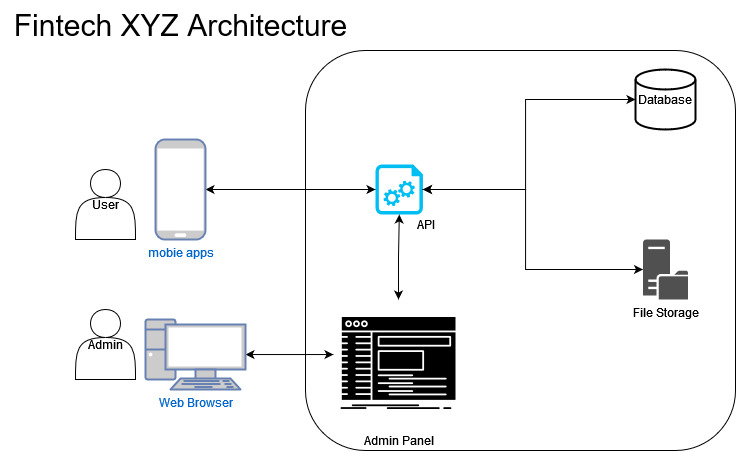 Fintech XYZ Architecture
Database
User
API
mobie apps
File Storage
Admin
Web Browser
Admin Panel